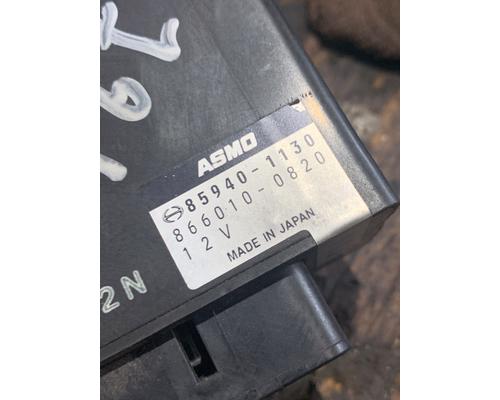 ASMO
85940-1130
866010-0820
12V
MADE IN JAPAN
2N